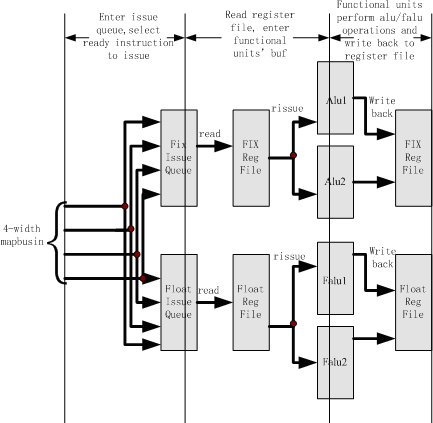 Enter issue
queue,select
ready instruction
to issue
Read register
file, enter
functional
units' buf
Functional units
perform alu/falu
operations and
write back to
register file
4-width
mapbusin
Fix
Issue
Queue
read
FIX
Reg
File
rissue
Alu1
Alu2
Write
back
FIX
Reg
File
Float
Issue
Queue
read
Float
Reg
File
rissue
Falu1
Falu2
Write
back
Float
Reg
File